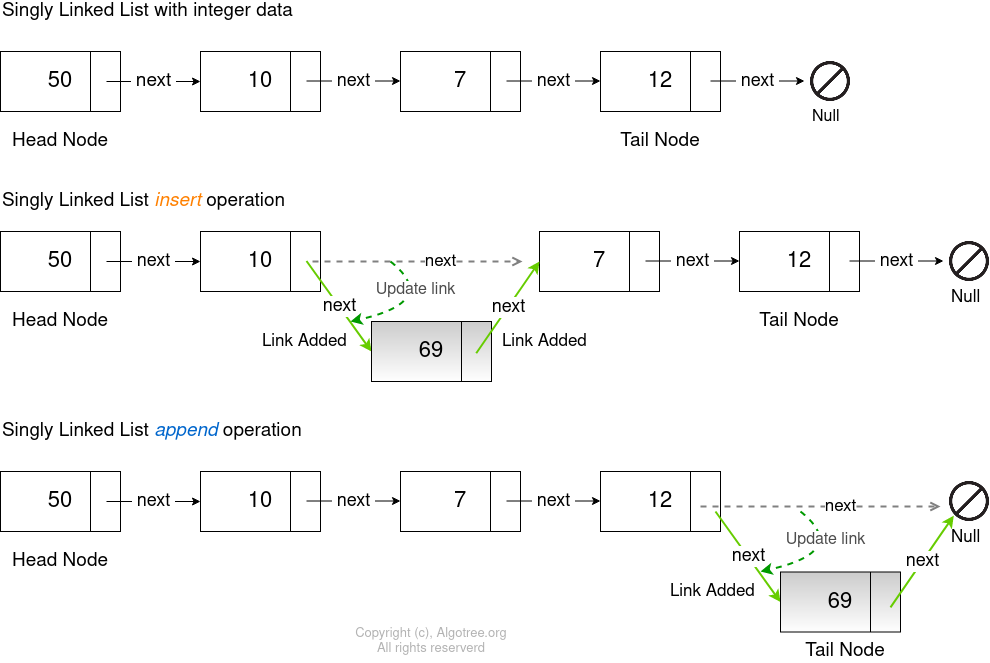 Singly Linked List with integer data
50 next 10 next 7 next 12 next
Null
Head Node Tail Node
Singly Linked List insert operation
50 next 10 next 7 next 12 next
Update link
Null
next next
Head Node Tail Node
Link Added Link Added
69
Singly Linked List append operation
50 next 10 next 7 next 12 next
Null
Update link
next next
Head Node
Link Added
69
Copyright (c), Algotree.org
All rights reserverd
Tail Node